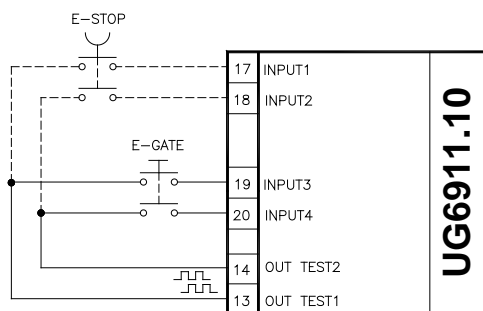 E-STOP
17 INPUT1
18 INPUT2
E-GATE
19 INPUT3
20 INPUT4
14 OUT TEST2
13 OUT TEST1
UG6911.10